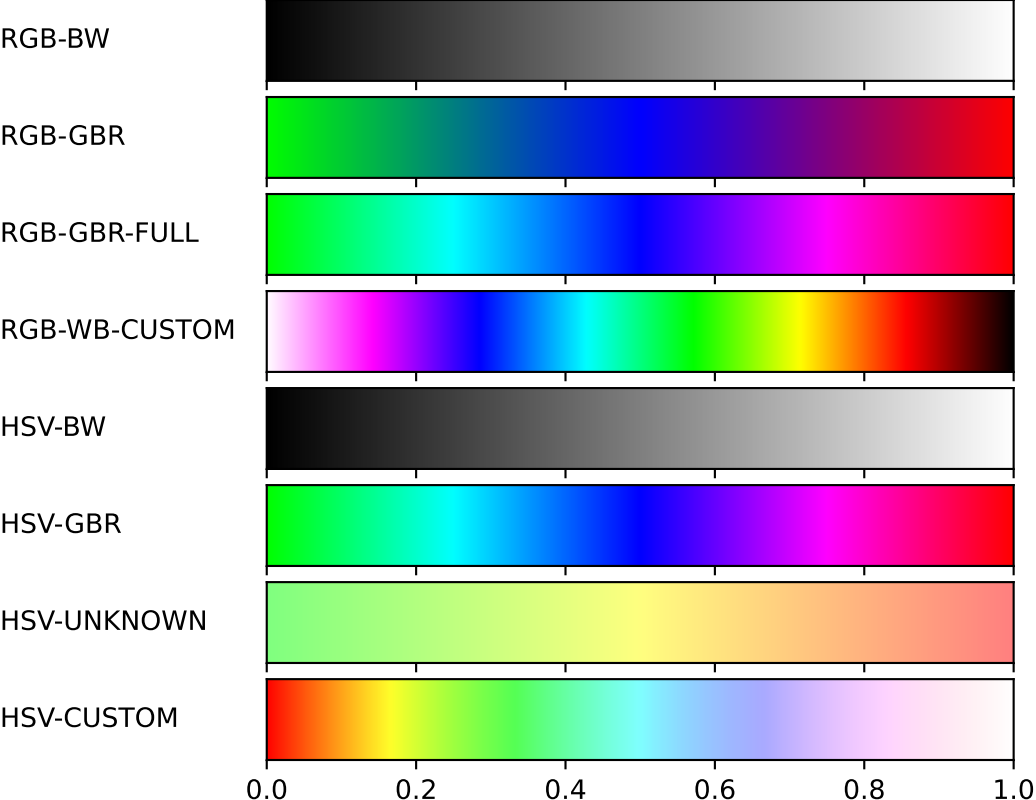 RGB-BW
RGB-GBR
RGB-GBR-FULL
RGB-WB-CUSTOM
HSV-BW
HSV-GBR
HSV-UNKNOWN
HSV-CUSTOM
0.0 0.2 0.4 0.6 0.8 1.0